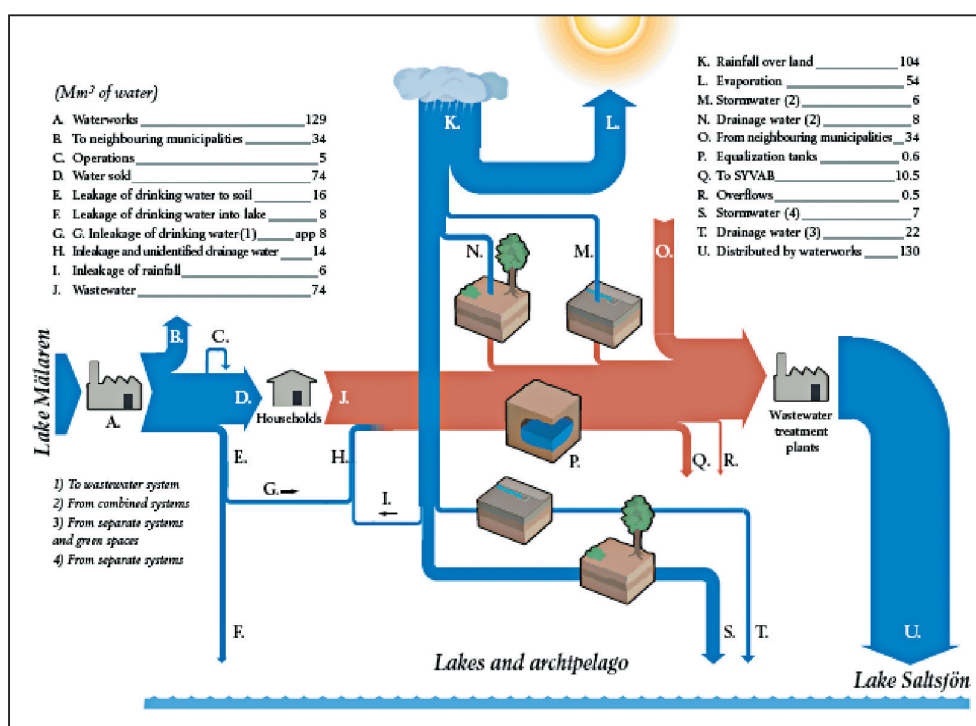 (Mm³ of water)
A. Waterworks 129
B. To neighbouring municipalities 34
C. Operations 5
D. Water sold 74
E. Leakage of drinking water to soil 16
F. Leakage of drinking water into lake 8
G. G. Inleakage of drinking water(1) app 8
H. Inleakage and unidentified drainage water 14
I. Inleakage of rainfall 6
J. Wastewater 74
K. Rainfall over land 104
L. Evaporation 54
M. Stormwater (2) 6
N. Drainage water (2) 8
O. From neighbouring municipalities 34
P. Equalization tanks 0.6
Q. To SYVAB 10.5
R. Overflows 0.5
S. Stormwater (4) 7
T. Drainage water (3) 22
U. Distributed by waterworks 130
K.
L.
N.
M.
O.
Lake Mälaren
A.
B.
C.
D.
Households
J.
Wastewater
treatment
plants
E.
H.
P.
Q.
R.
G.
I.
1) To wastewater system
2) From combined systems
3) From separate systems
and green spaces
4) From separate systems
F.
S.
T.
U.
Lakes and archipelago
Lake Saltsjön